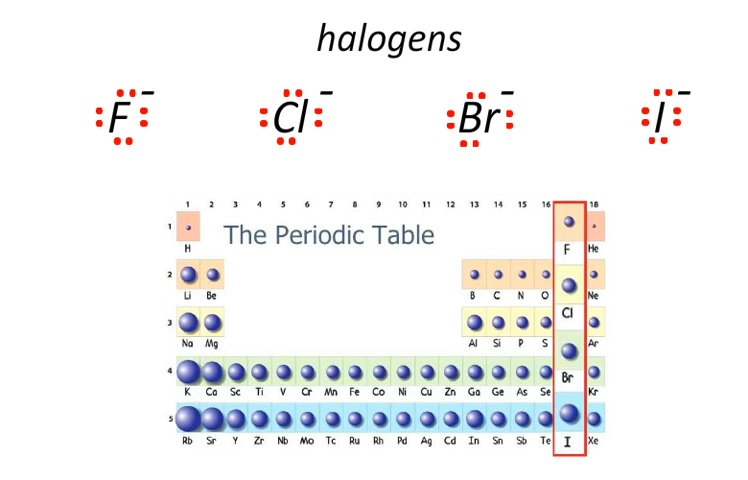 halogens
F⁻ Cl⁻ Br⁻ I⁻
1 2 3 4 5 6 7 8 9 10 11 12 13 14 15 16 18
The Periodic Table
1
H F He
2
Li Be B C N O Ne
Cl
3
Na Mg Al Si P S Ar
4
Br
K Ca Sc Ti V Cr Mn Fe Co Ni Cu Zn Ga Ge As Se Kr
5
Rb Sr Y Zr Nb Mo Tc Ru Rh Pd Ag Cd In Sn Sb Te I Xe